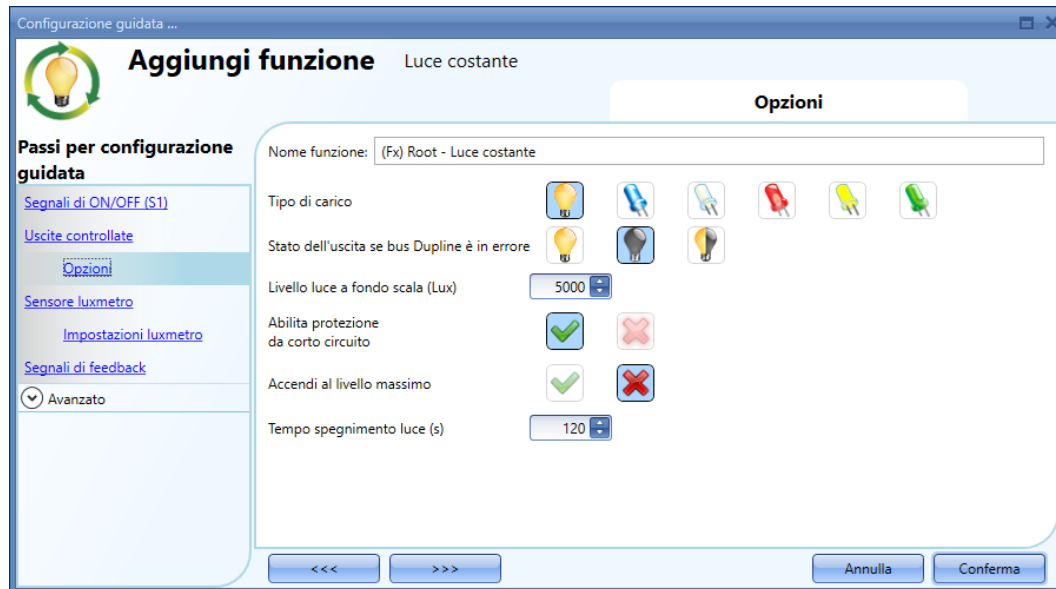 Configurazione guidata ...
Aggiungi funzione Luce costante
Opzioni
Passi per configurazione
guidata
Segnali di ON/OFF (S1)
Uscite controllate
Opzioni
Sensore luxmetro
Impostazioni luxmetro
Segnali di feedback
Avanzato
Nome funzione: (Fx) Root - Luce costante
Tipo di carico
Stato dell'uscita se bus Dupline è in errore
Livello luce a fondo scala (Lux) 5000
Abilita protezione
da corto circuito
Accendi al livello massimo
Tempo spegnimento luce (s) 120
<<< >>> Annulla Conferma